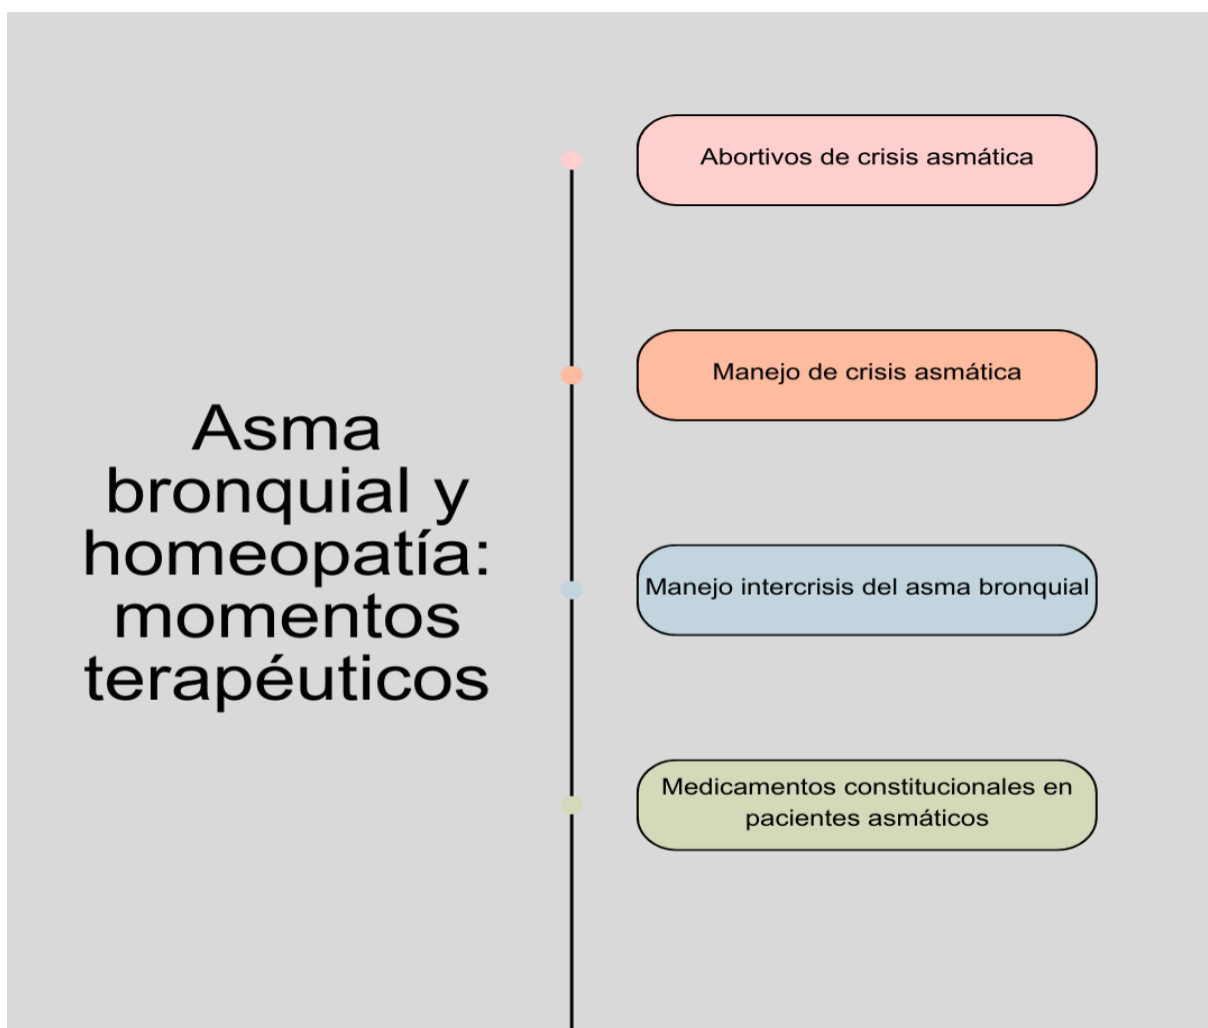 Asma
bronquial y
homeopatía:
momentos
terapéuticos
Abortivos de crisis asmática
Manejo de crisis asmática
Manejo intercrisis del asma bronquial
Medicamentos constitucionales en
pacientes asmáticos